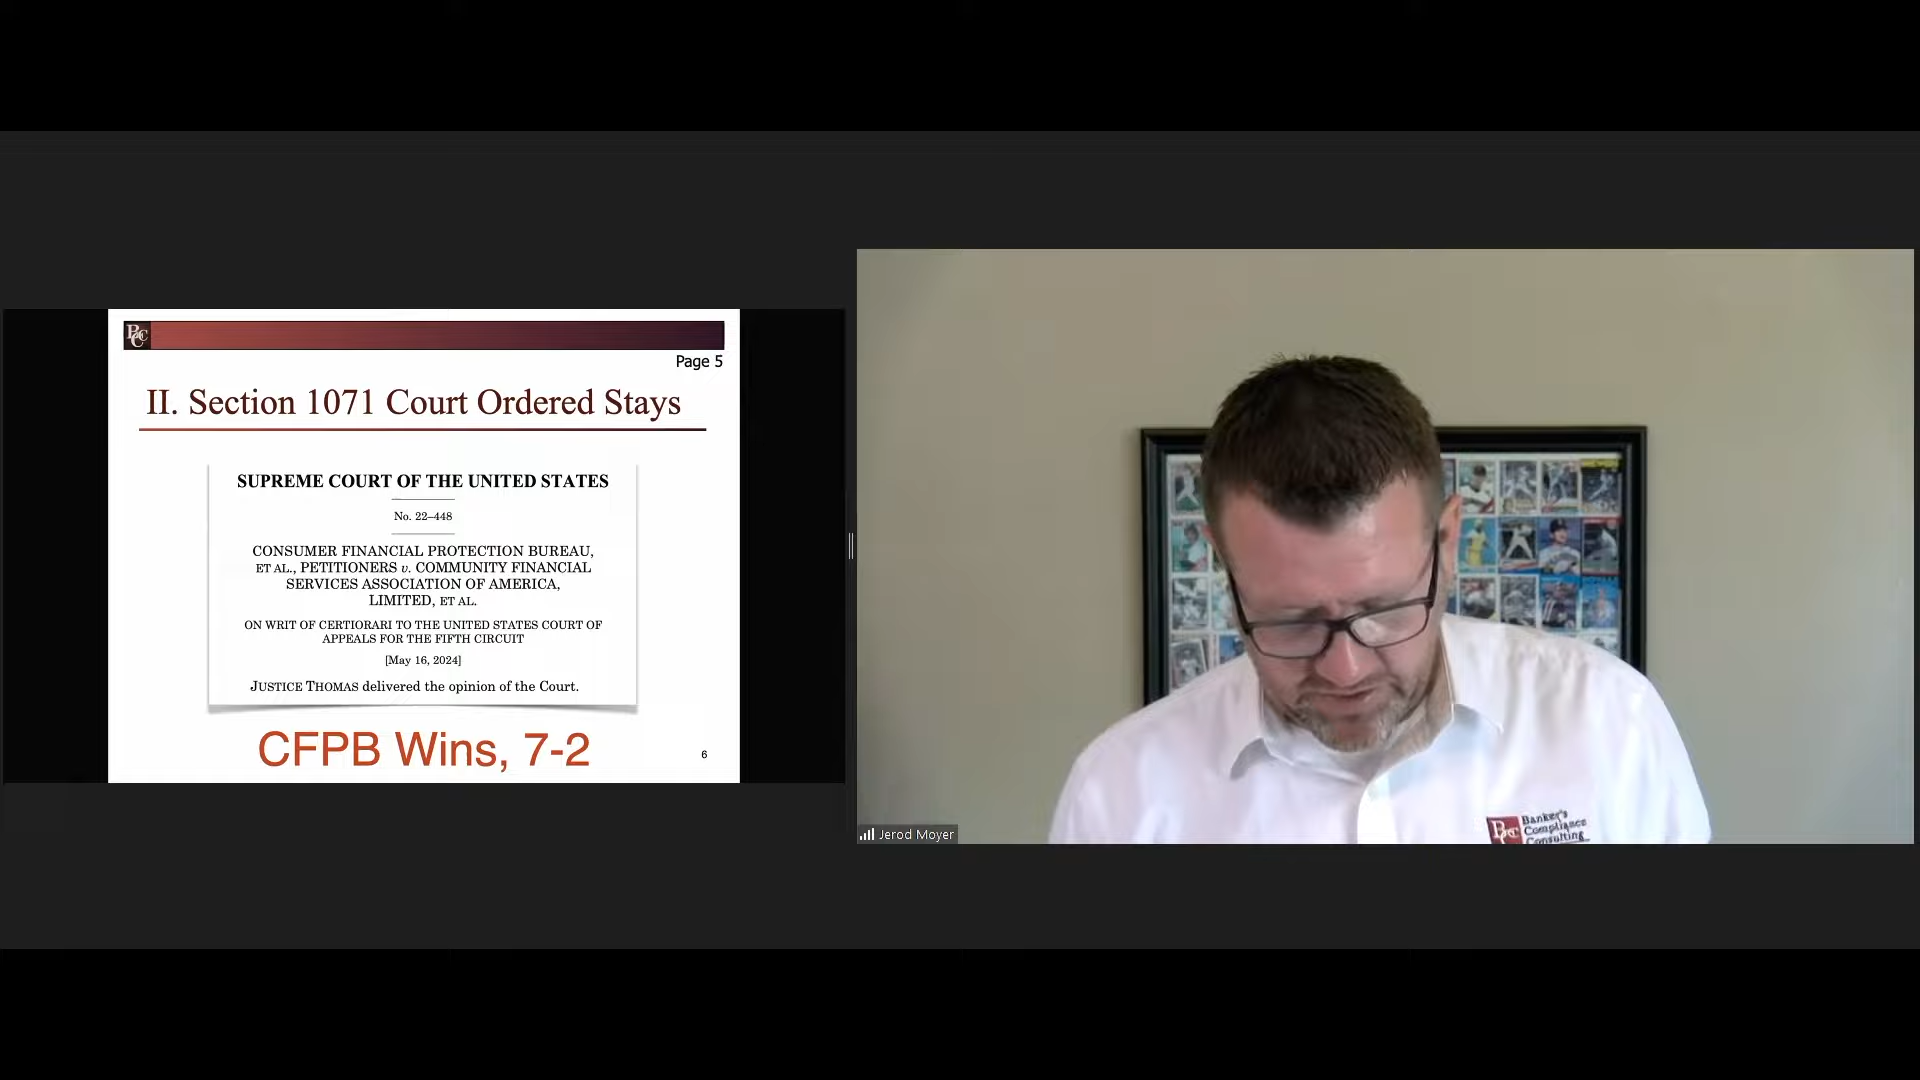 BCC
Page 5
II. Section 1071 Court Ordered Stays
SUPREME COURT OF THE UNITED STATES
No. 22–448
CONSUMER FINANCIAL PROTECTION BUREAU,
ET AL., PETITIONERS v. COMMUNITY FINANCIAL
SERVICES ASSOCIATION OF AMERICA,
LIMITED, ET AL.
ON WRIT OF CERTIORARI TO THE UNITED STATES COURT OF
APPEALS FOR THE FIFTH CIRCUIT
[May 16, 2024]
JUSTICE THOMAS delivered the opinion of the Court.
CFPB Wins, 7-2
6
Jerod Moyer
BCC
Banker's
Compliance
Consulting